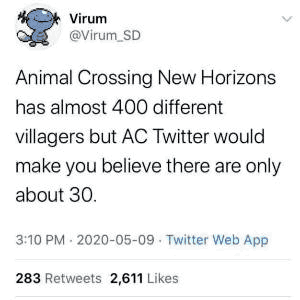 Virum
@Virum_SD
Animal Crossing New Horizons
has almost 400 different
villagers but AC Twitter would
make you believe there are only
about 30.
3:10 PM · 2020-05-09 · Twitter Web App
283 Retweets 2,611 Likes